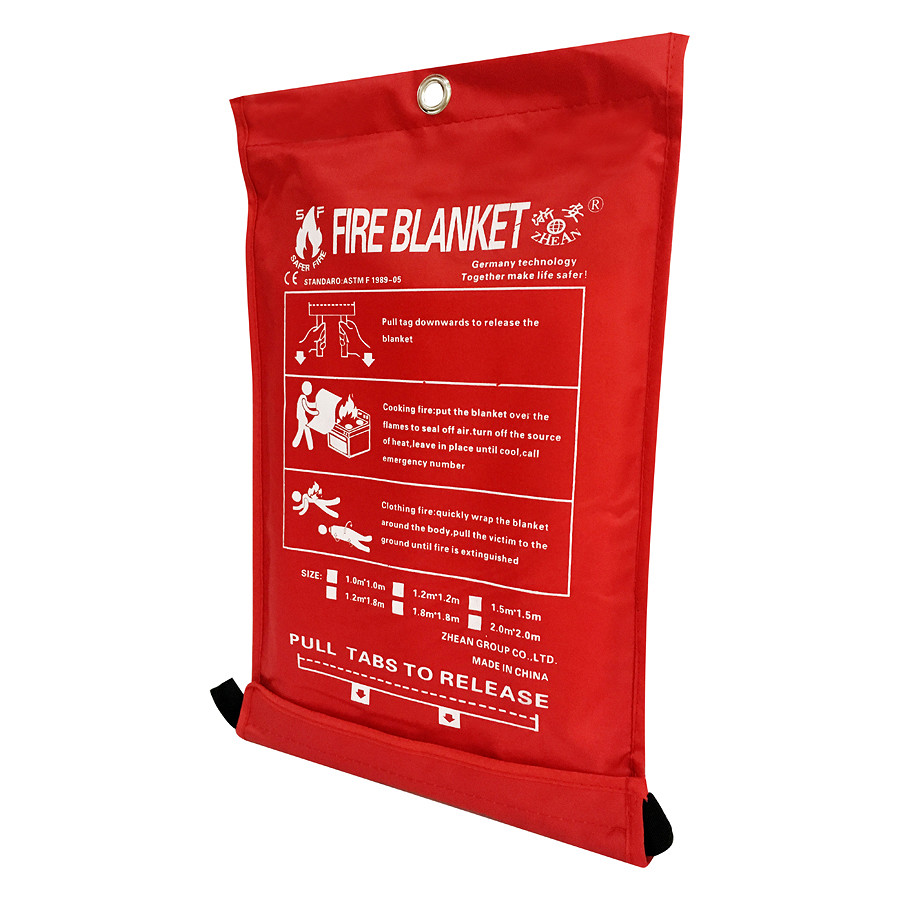 S F
SAFER FIRE
FIRE BLANKET
浙安 ®
ZHEAN
Germany technology
Together make life safer!
CE STANDARO:ASTM F 1989-05
Pull tag downwards to release the
blanket
Cooking fire:put the blanket over the
flames to seal off air.turn off the source
of heat,leave in place until cool,call
emergency number
Clothing fire:quickly wrap the blanket
around the body,pull the victim to the
ground until fire is extinguished
SIZE: 1.0m*1.0m 1.2m*1.2m 1.5m*1.5m
1.2m*1.8m 1.8m*1.8m 2.0m*2.0m
ZHEAN GROUP CO.,LTD.
MADE IN CHINA
PULL TABS TO RELEASE